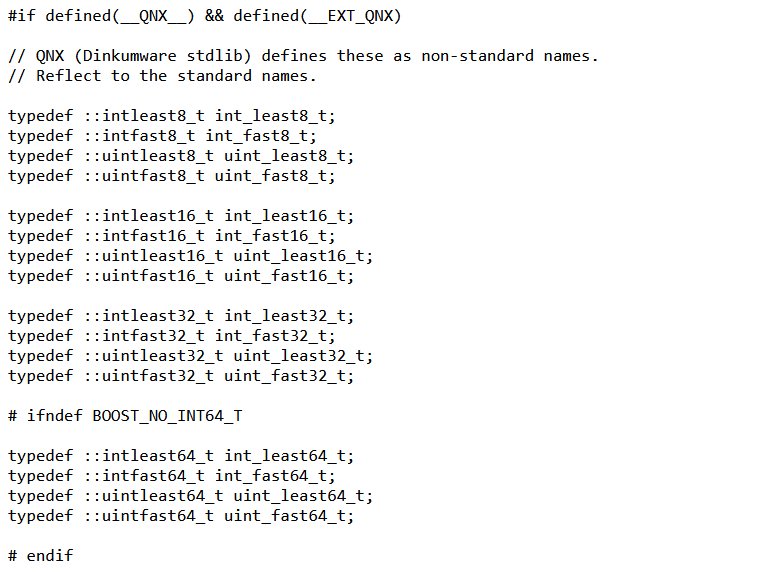 #if defined(__QNX__) && defined(__EXT_QNX)
// QNX (Dinkumware stdlib) defines these as non-standard names.
// Reflect to the standard names.
typedef ::intleast8_t int_least8_t;
typedef ::intfast8_t int_fast8_t;
typedef ::uintleast8_t uint_least8_t;
typedef ::uintfast8_t uint_fast8_t;
typedef ::intleast16_t int_least16_t;
typedef ::intfast16_t int_fast16_t;
typedef ::uintleast16_t uint_least16_t;
typedef ::uintfast16_t uint_fast16_t;
typedef ::intleast32_t int_least32_t;
typedef ::intfast32_t int_fast32_t;
typedef ::uintleast32_t uint_least32_t;
typedef ::uintfast32_t uint_fast32_t;
# ifndef BOOST_NO_INT64_T
typedef ::intleast64_t int_least64_t;
typedef ::intfast64_t int_fast64_t;
typedef ::uintleast64_t uint_least64_t;
typedef ::uintfast64_t uint_fast64_t;
# endif